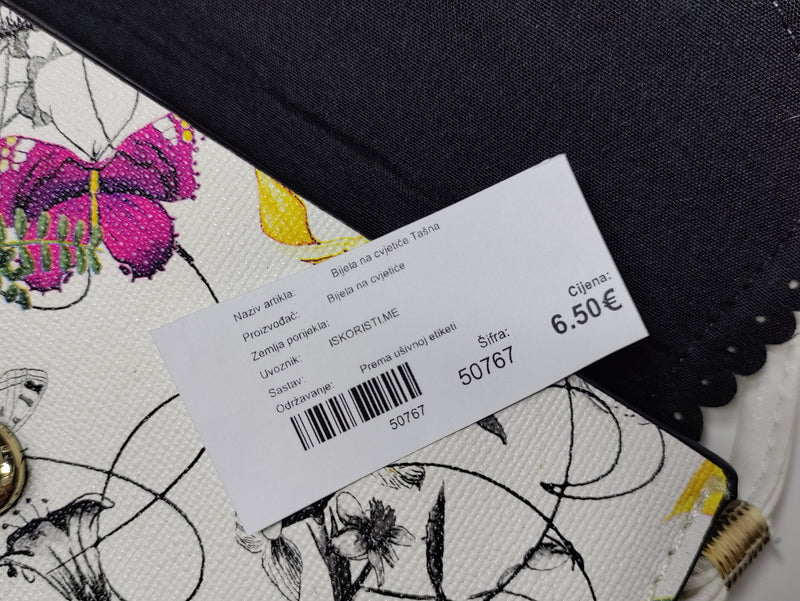 Naziv artikla: Bijela na cvjetiće Tašna
Proizvođač: Bijela na cvjetiće
Zemlja porijekla:
Uvoznik: ISKORISTI.ME
Sastav:
Održavanje: Prema ušivnoj etiketi
50767
Šifra:
50767
Cijena:
6.50€